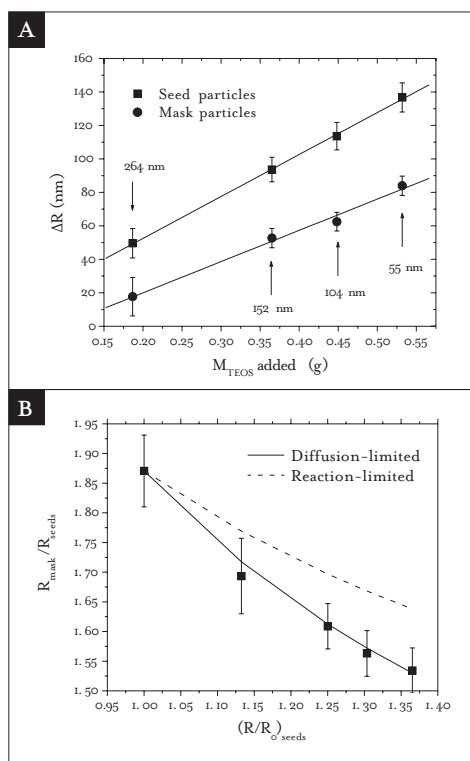 A
160
140
120
100
80
60
40
20
0
ΔR (nm)
Seed particles
Mask particles
264 nm
152 nm
104 nm
55 nm
0.15 0.20 0.25 0.30 0.35 0.40 0.45 0.50 0.55
M_TEOS added (g)
B
1.95
1.90
1.85
1.80
1.75
1.70
1.65
1.60
1.55
1.50
R_mask/R_seeds
Diffusion-limited
Reaction-limited
0.95 1.00 1.05 1.10 1.15 1.20 1.25 1.30 1.35 1.40
(R/R_0)_seeds